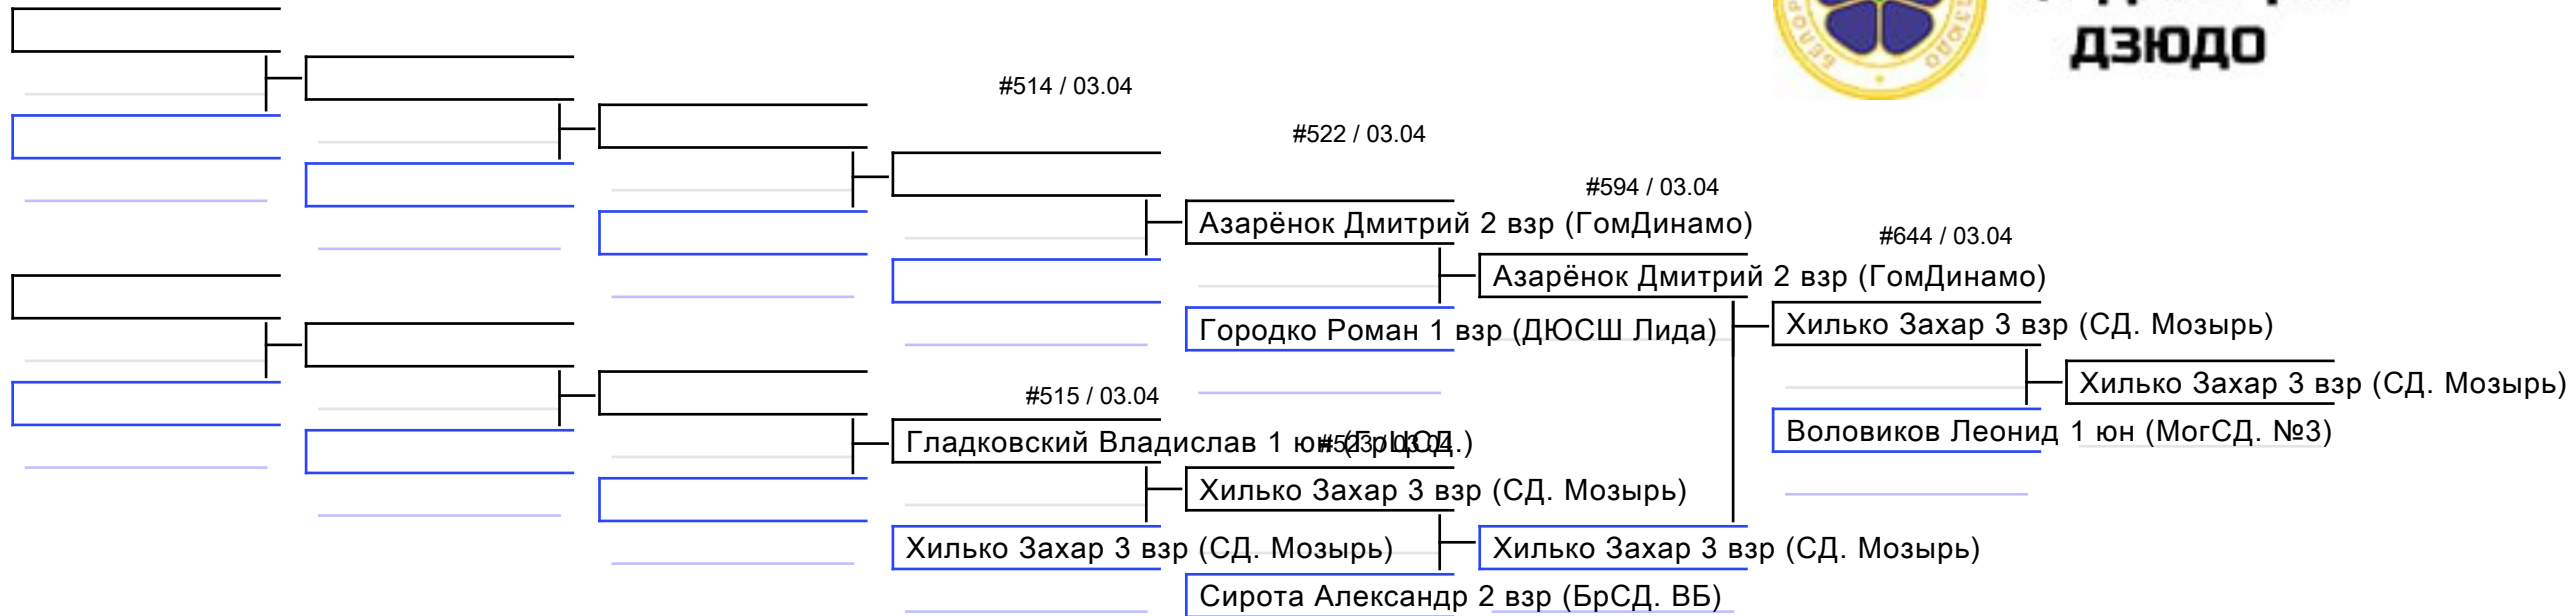 ДЗЮДО
#514 / 03.04
#522 / 03.04
#594 / 03.04
Азарёнок Дмитрий 2 взр (ГомДинамо)
#644 / 03.04
Азарёнок Дмитрий 2 взр (ГомДинамо)
Городко Роман 1 взр (ДЮСШ Лида)
Хилько Захар 3 взр (СД. Мозырь)
Хилько Захар 3 взр (СД. Мозырь)
#515 / 03.04
Воловиков Леонид 1 юн (МогСД. №3)
Гладковский Владислав 1 юн (ГрЦОД.)
#523 / 03.04
Хилько Захар 3 взр (СД. Мозырь)
Хилько Захар 3 взр (СД. Мозырь)
Хилько Захар 3 взр (СД. Мозырь)
Сирота Александр 2 взр (БрСД. ВБ)